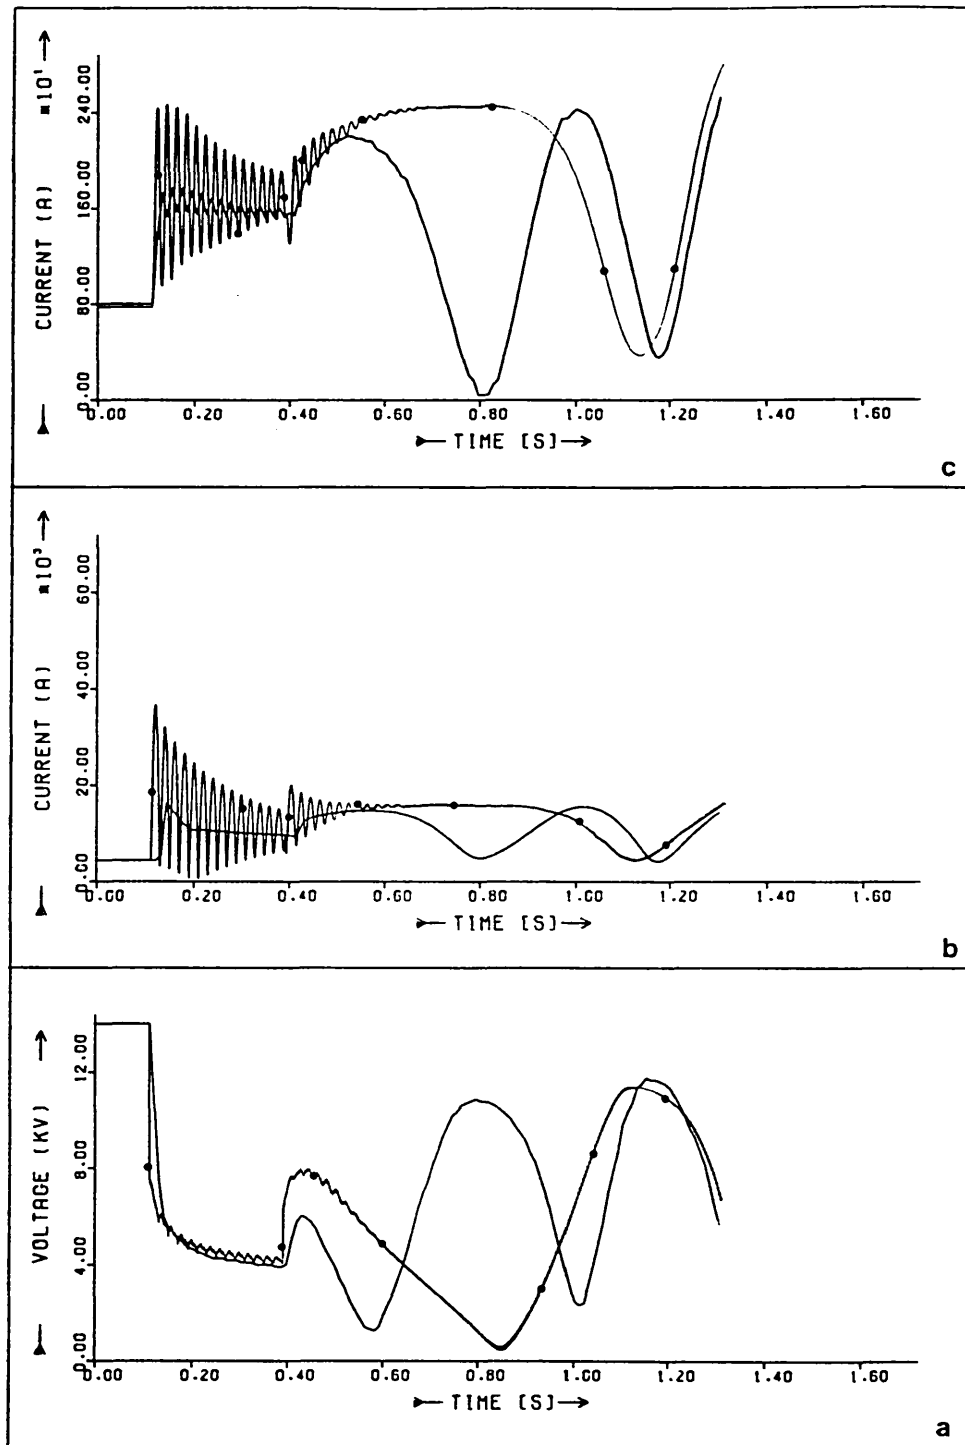 CURRENT (A) ×10¹
240.00
160.00
80.00
0.00
0.00 0.20 0.40 0.60 0.80 1.00 1.20 1.40 1.60
TIME [S]
c
CURRENT (A) ×10³
60.00
40.00
20.00
0.00
0.00 0.20 0.40 0.60 0.80 1.00 1.20 1.40 1.60
TIME [S]
b
VOLTAGE (KV)
12.00
8.00
4.00
0.00
0.00 0.20 0.40 0.60 0.80 1.00 1.20 1.40 1.60
TIME [S]
a